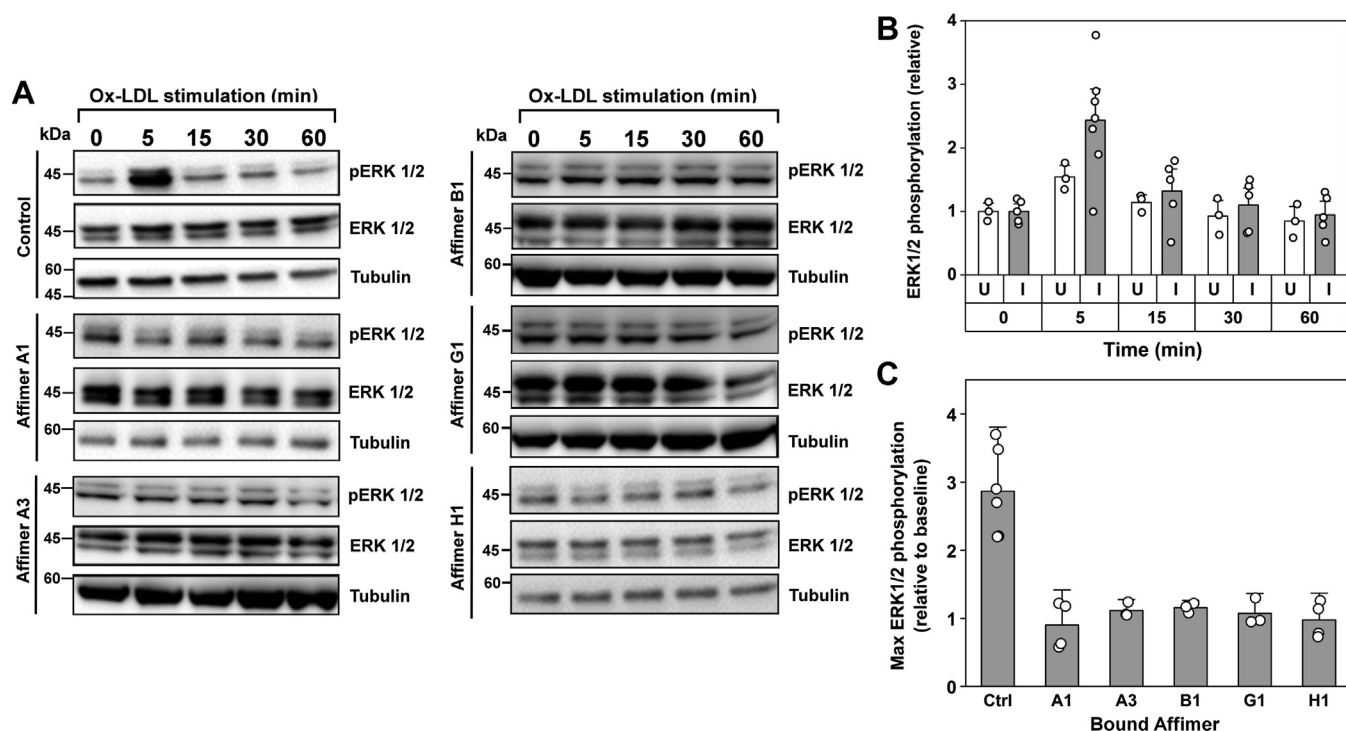 A
Ox-LDL stimulation (min)
kDa
0 5 15 30 60
Control
45
pERK 1/2
45
ERK 1/2
60
45
Tubulin
Affimer A1
45
pERK 1/2
45
ERK 1/2
60
Tubulin
Affimer A3
45
pERK 1/2
45
ERK 1/2
60
Tubulin
Ox-LDL stimulation (min)
kDa
0 5 15 30 60
Affimer B1
45
pERK 1/2
45
ERK 1/2
60
Tubulin
Affimer G1
45
pERK 1/2
45
ERK 1/2
60
Tubulin
Affimer H1
45
pERK 1/2
45
ERK 1/2
60
Tubulin
B
ERK1/2 phosphorylation (relative)
4
3
2
1
0
U I U I U I U I U I
0 5 15 30 60
Time (min)
C
Max ERK1/2 phosphorylation
(relative to baseline)
4
3
2
1
0
Ctrl A1 A3 B1 G1 H1
Bound Affimer